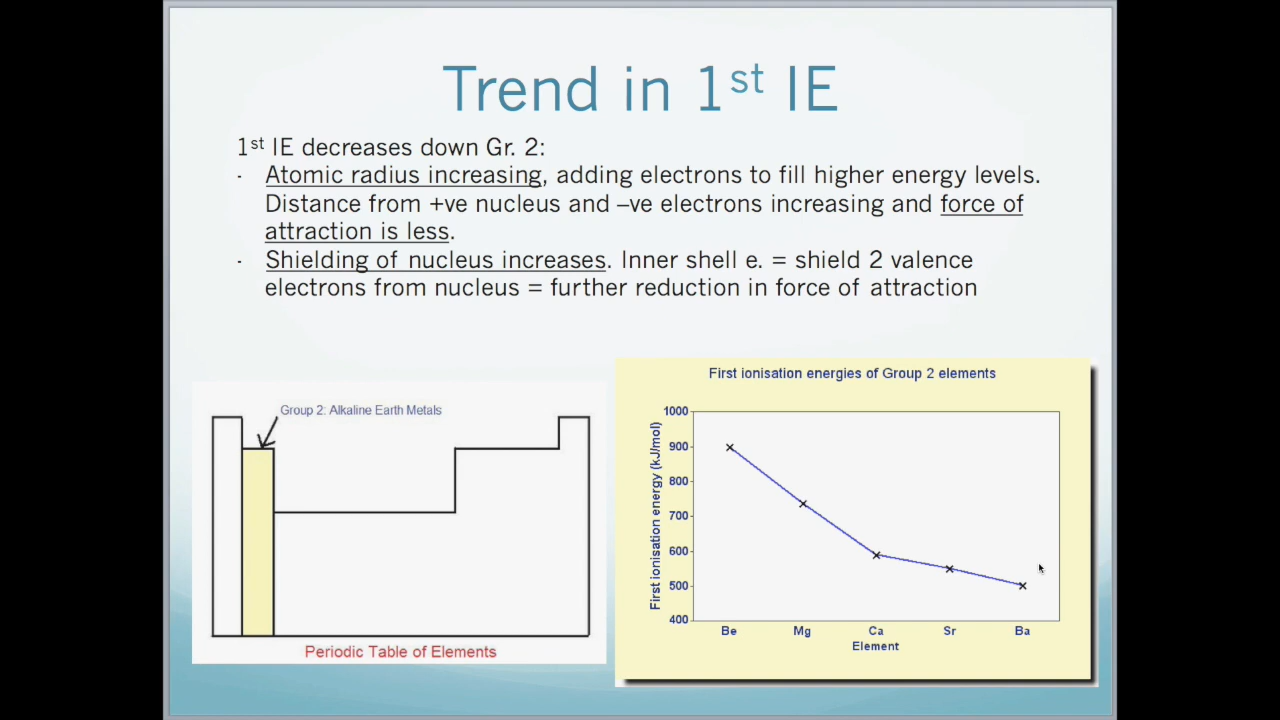 Trend in 1st IE
1st IE decreases down Gr. 2:
- Atomic radius increasing, adding electrons to fill higher energy levels.
Distance from +ve nucleus and –ve electrons increasing and force of
attraction is less.
- Shielding of nucleus increases. Inner shell e. = shield 2 valence
electrons from nucleus = further reduction in force of attraction
Group 2: Alkaline Earth Metals
Periodic Table of Elements
First ionisation energies of Group 2 elements
First ionisation energy (kJ/mol)
1000
900
800
700
600
500
400
Be Mg Ca Sr Ba
Element